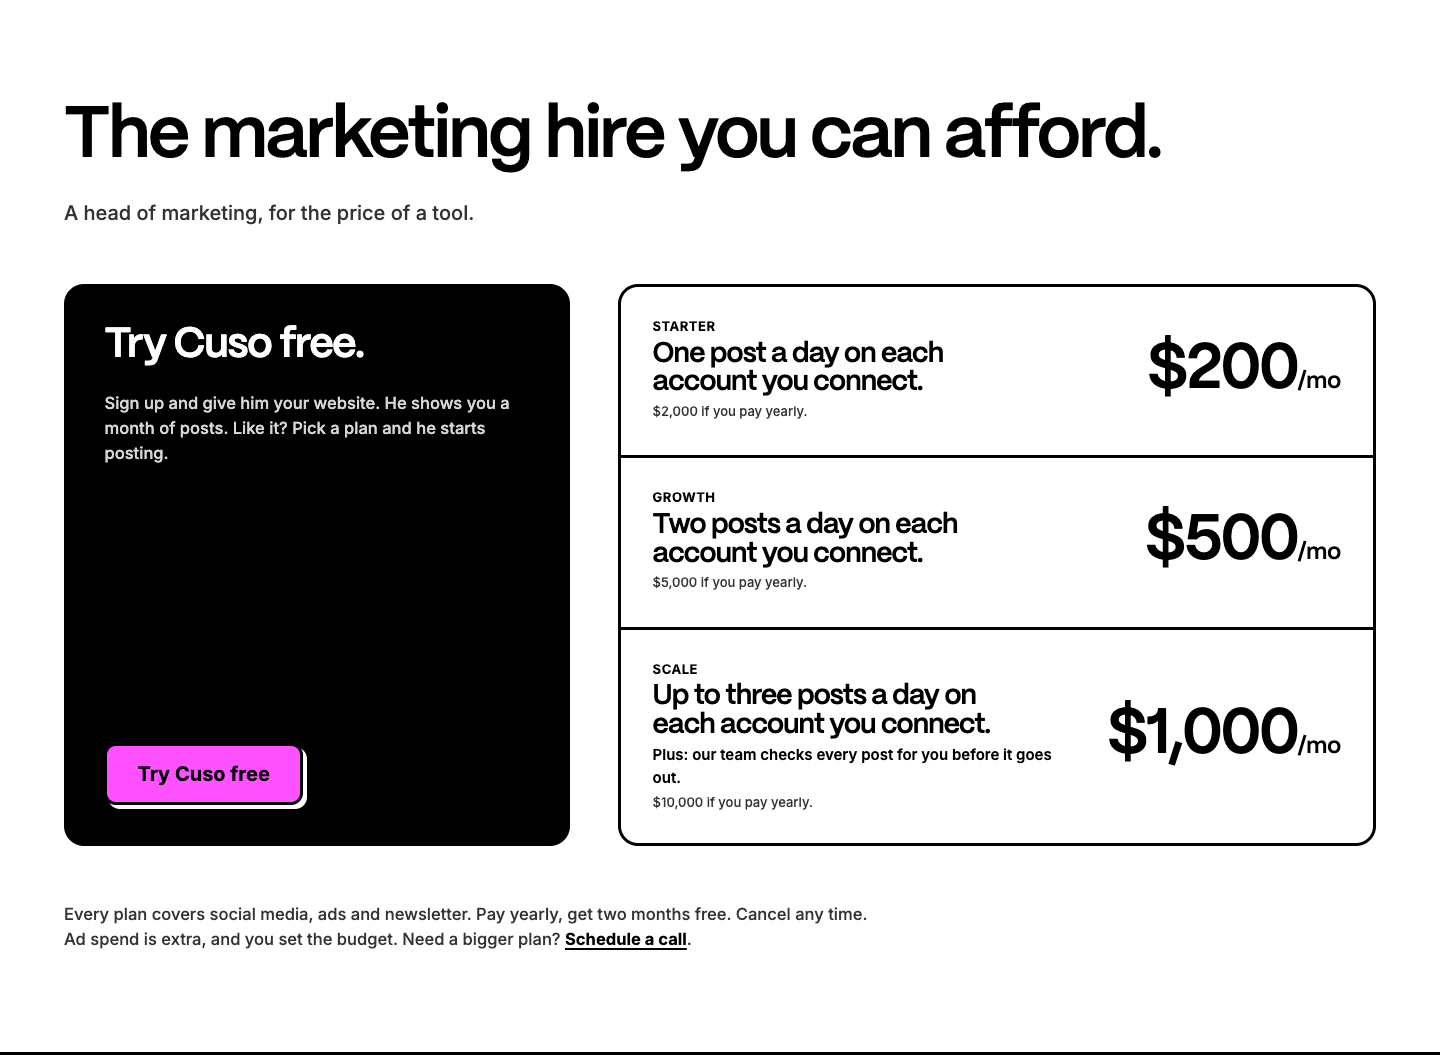 The marketing hire you can afford.
A head of marketing, for the price of a tool.
Try Cuso free.
Sign up and give him your website. He shows you a
month of posts. Like it? Pick a plan and he starts
posting.
Try Cuso free
STARTER
One post a day on each
account you connect.
$2,000 if you pay yearly.
$200/mo
GROWTH
Two posts a day on each
account you connect.
$5,000 if you pay yearly.
$500/mo
SCALE
Up to three posts a day on
each account you connect.
Plus: our team checks every post for you before it goes
out.
$10,000 if you pay yearly.
$1,000/mo
Every plan covers social media, ads and newsletter. Pay yearly, get two months free. Cancel any time.
Ad spend is extra, and you set the budget. Need a bigger plan? Schedule a call.